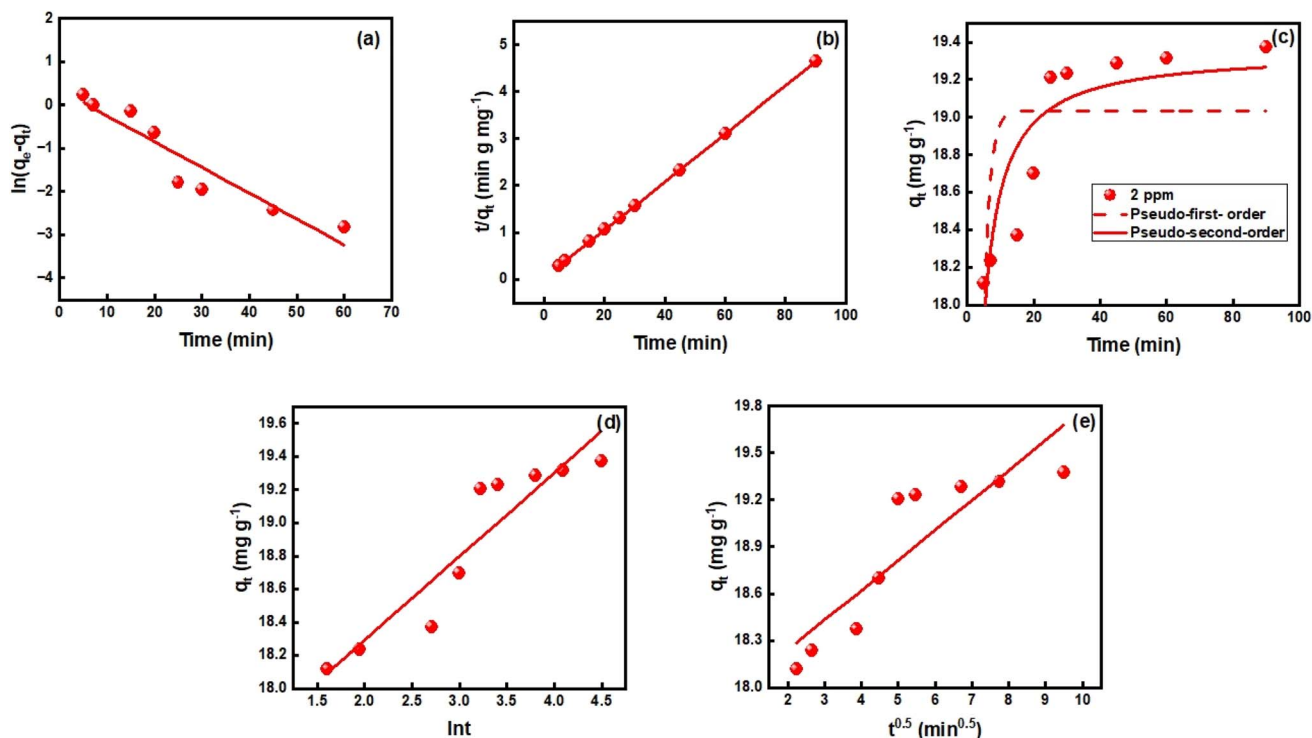 (a)
ln(qe-qt)
2
1
0
−1
−2
−3
−4
0 10 20 30 40 50 60 70
Time (min)
(b)
t/qt (min g mg-1)
5
4
3
2
1
0
0 20 40 60 80 100
Time (min)
(c)
qt (mg g-1)
19.4
19.2
19.0
18.8
18.6
18.4
18.2
18.0
2 ppm
Pseudo-first- order
Pseudo-second-order
0 20 40 60 80 100
Time (min)
(d)
qt (mg g-1)
19.6
19.4
19.2
19.0
18.8
18.6
18.4
18.2
18.0
1.5 2.0 2.5 3.0 3.5 4.0 4.5
lnt
(e)
qt (mg g-1)
19.8
19.5
19.2
18.9
18.6
18.3
18.0
2 3 4 5 6 7 8 9 10
t0.5 (min0.5)